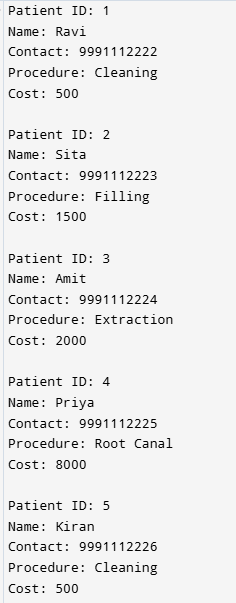 Patient ID: 1
Name: Ravi
Contact: 9991112222
Procedure: Cleaning
Cost: 500

Patient ID: 2
Name: Sita
Contact: 9991112223
Procedure: Filling
Cost: 1500

Patient ID: 3
Name: Amit
Contact: 9991112224
Procedure: Extraction
Cost: 2000

Patient ID: 4
Name: Priya
Contact: 9991112225
Procedure: Root Canal
Cost: 8000

Patient ID: 5
Name: Kiran
Contact: 9991112226
Procedure: Cleaning
Cost: 500